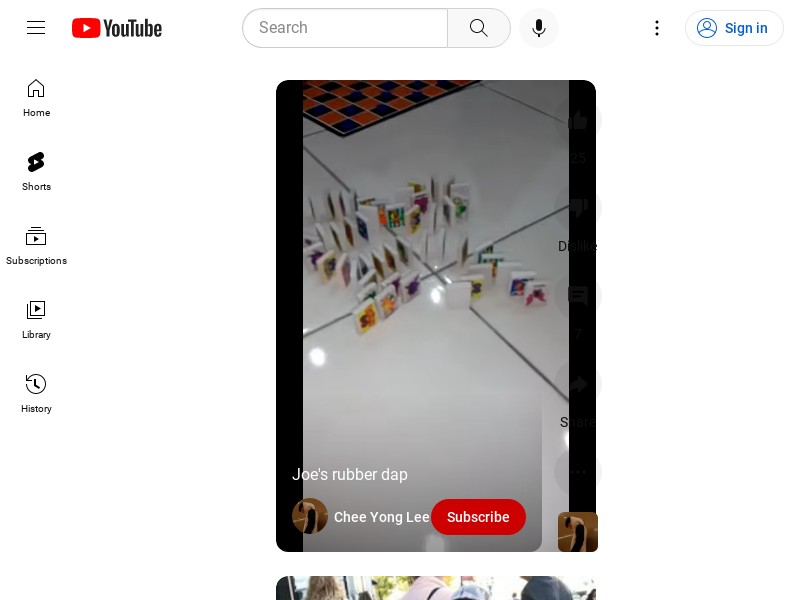 YouTube
Search
Sign in
Home
Shorts
Subscriptions
Library
History
25
Dislike
7
Share
Joe's rubber dap
Chee Yong Lee
Subscribe